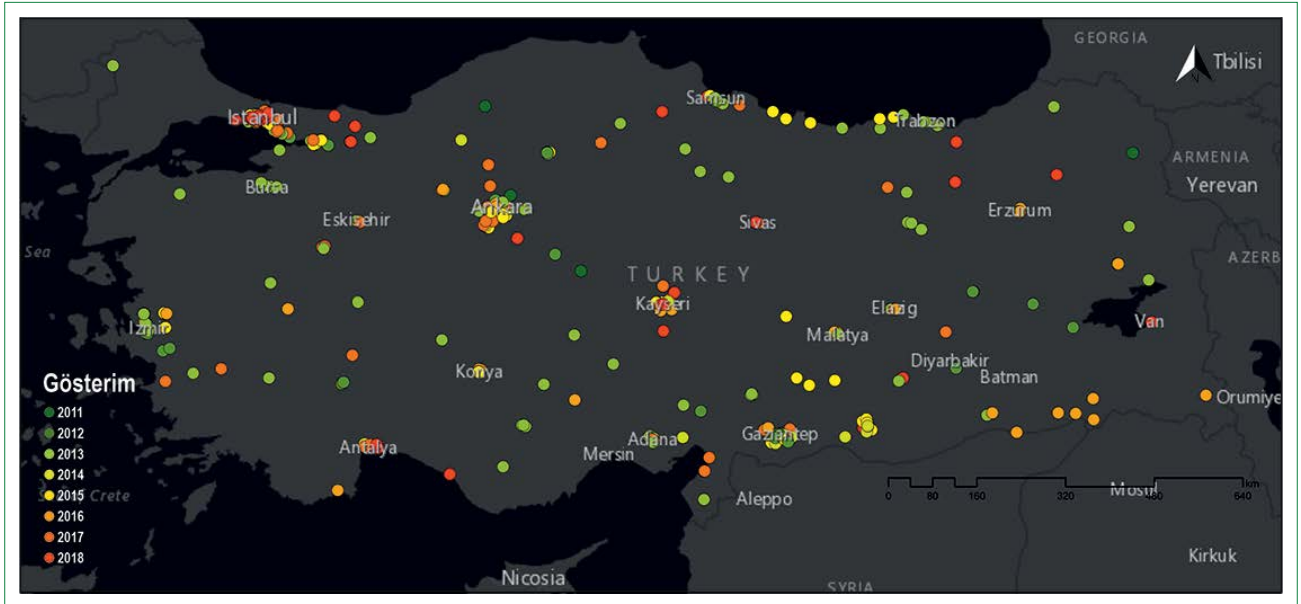 GEORGIA
Tbilisi
N
Samsun
Istanbul
Trabzon
ARMENIA
Yerevan
Bursa
Ankara
Erzurum
Eskisehir
Sivas
Sea
AZERB
TURKEY
Kayseri
Elazig
Izmir
Malatya
Van
Diyarbakir
Konya
Batman
Orumiye
Gösterim
2011
2012
2013
2014
2015
2016
2017
2018
Antalya
Adana
Gaziantep
Mersin
Crete
Aleppo
km
0 80 160 320 480 640
Mosul
Kirkuk
Nicosia
SYRIA